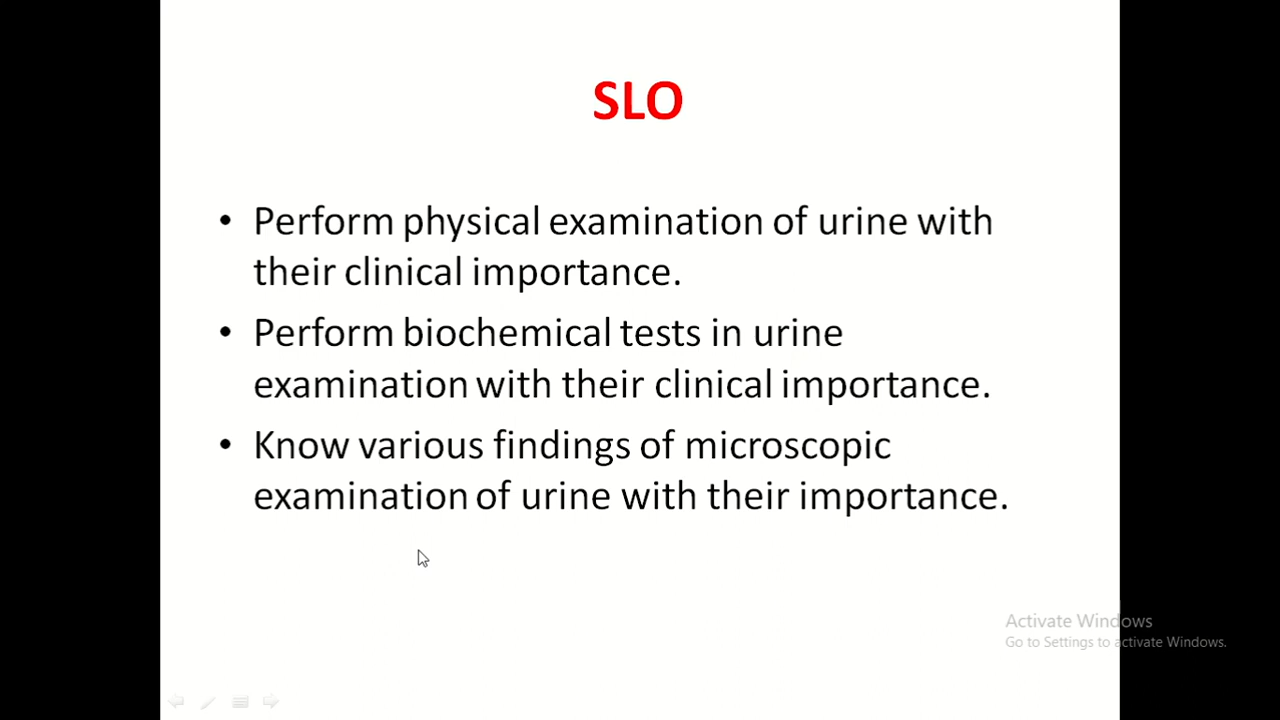 SLO
• Perform physical examination of urine with
their clinical importance.
• Perform biochemical tests in urine
examination with their clinical importance.
• Know various findings of microscopic
examination of urine with their importance.
Activate Windows
Go to Settings to activate Windows.